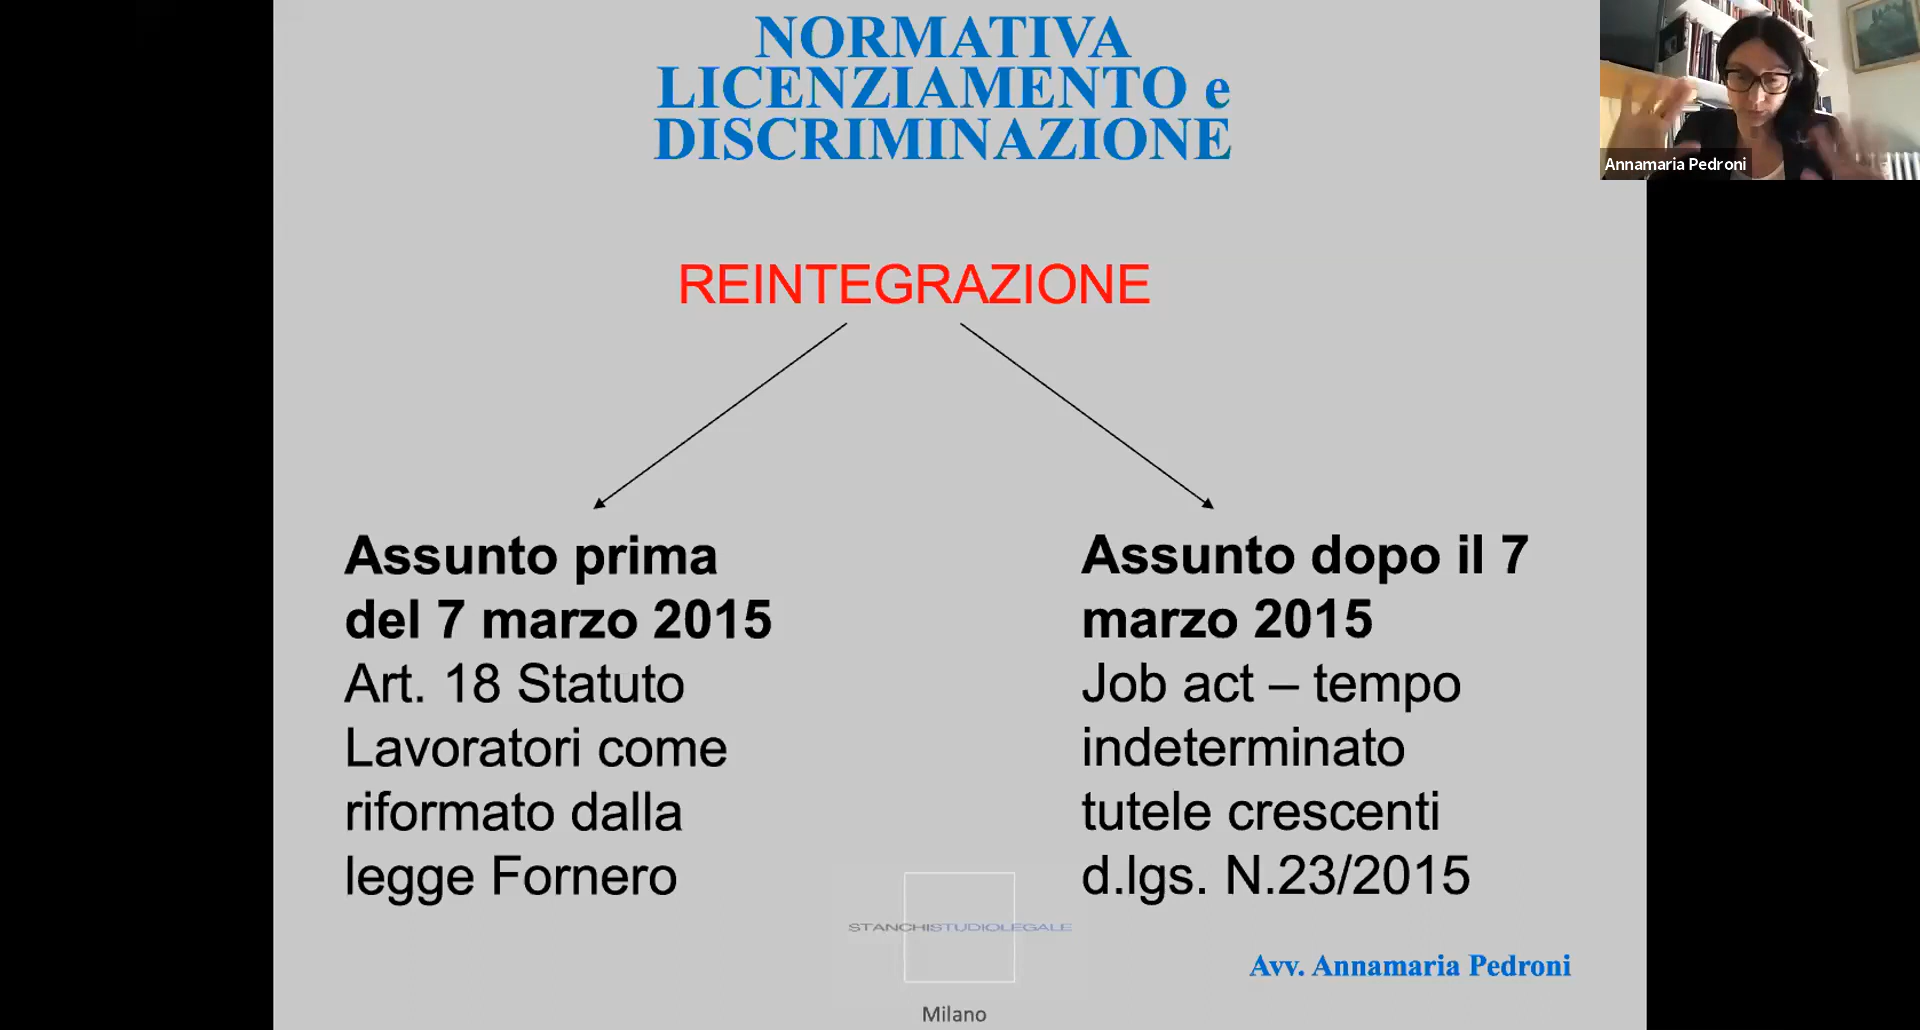 NORMATIVA
LICENZIAMENTO e
DISCRIMINAZIONE
Annamaria Pedroni
REINTEGRAZIONE
Assunto prima
del 7 marzo 2015
Art. 18 Statuto
Lavoratori come
riformato dalla
legge Fornero
Assunto dopo il 7
marzo 2015
Job act – tempo
indeterminato
tutele crescenti
d.lgs. N.23/2015
STANCHISTUDIOLEGALE
Avv. Annamaria Pedroni
Milano